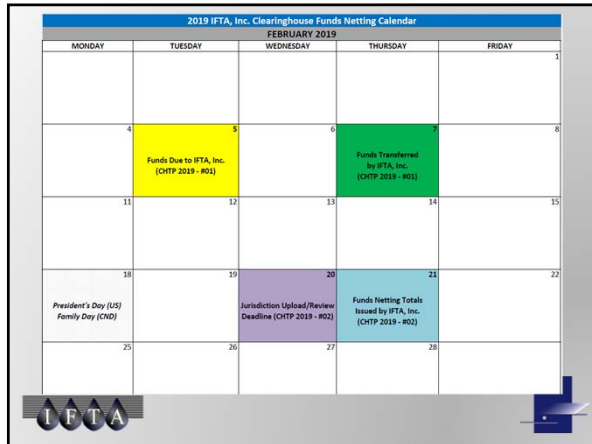 2019 IFTA, Inc. Clearinghouse Funds Netting Calendar
FEBRUARY 2019
MONDAY TUESDAY WEDNESDAY THURSDAY FRIDAY
1
4 5 6 7 8
Funds Due to IFTA, Inc.
(CHTP 2019 - #01)
Funds Transferred
by IFTA, Inc.
(CHTP 2019 - #01)
11 12 13 14 15
18 19 20 21 22
President's Day (US)
Family Day (CND)
Jurisdiction Upload/Review
Deadline (CHTP 2019 - #02)
Funds Netting Totals
Issued by IFTA, Inc.
(CHTP 2019 - #02)
25 26 27 28
IFTA